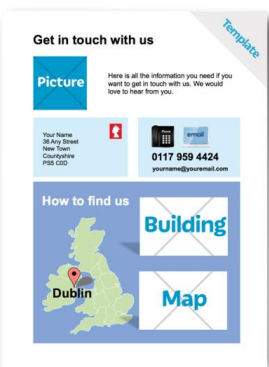 Template
Get in touch with us
Picture
Here is all the information you need if you
want to get in touch with us. We would
love to hear from you.
Your Name
36 Any Street
New Town
Countyshire
PS5 C0D
Phone
email
0117 959 4424
yourname@youremail.com
How to find us
Building
Dublin
Map